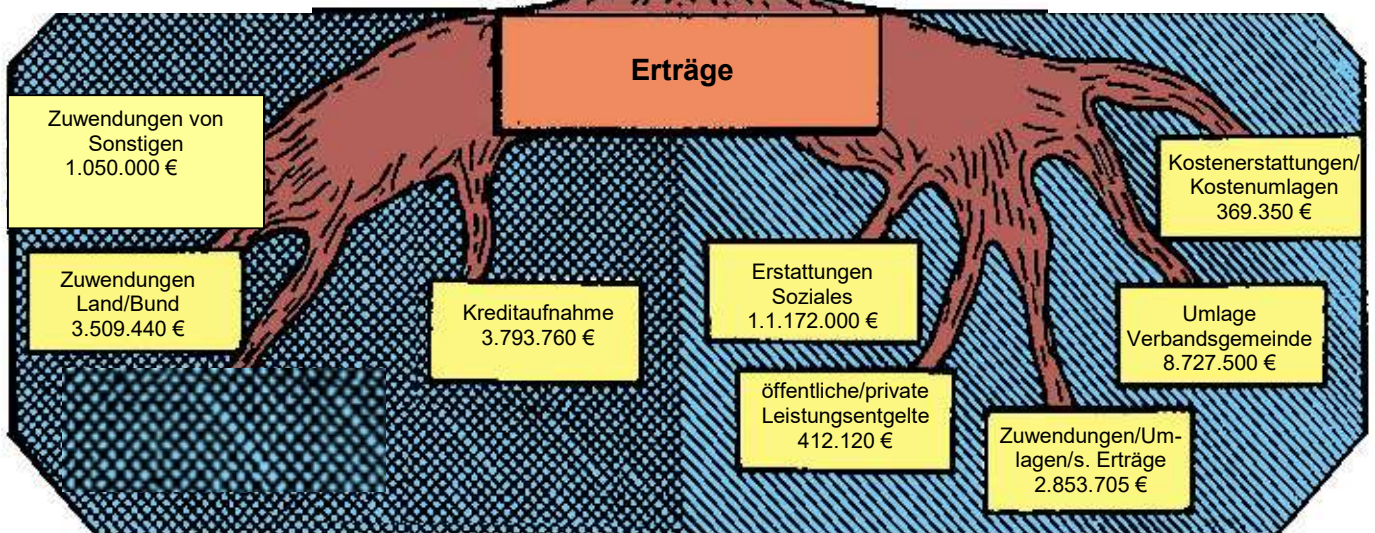 Erträge
Zuwendungen von
Sonstigen
1.050.000 €
Zuwendungen
Land/Bund
3.509.440 €
Kreditaufnahme
3.793.760 €
Erstattungen
Soziales
1.1.172.000 €
öffentliche/private
Leistungsentgelte
412.120 €
Zuwendungen/Um-
lagen/s. Erträge
2.853.705 €
Umlage
Verbandsgemeinde
8.727.500 €
Kostenerstattungen/
Kostenumlagen
369.350 €